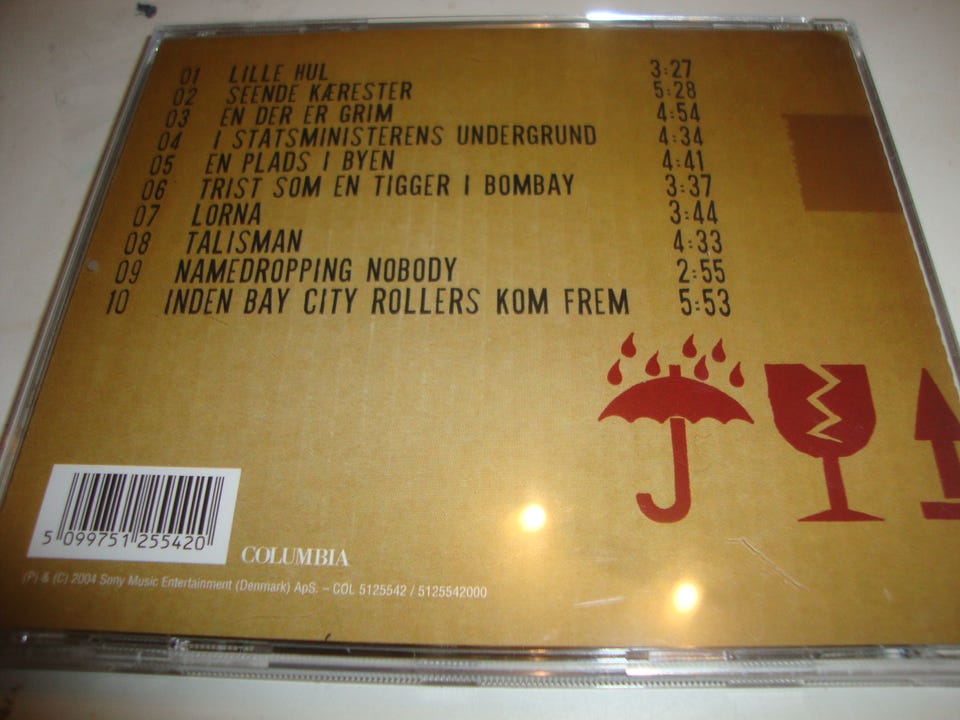 01 LILLE HUL 3:27
02 SEENDE KÆRESTER 5:28
03 EN DER ER GRIM 4:54
04 I STATSMINISTERENS UNDERGRUND 4:34
05 EN PLADS I BYEN 4:41
06 TRIST SOM EN TIGGER I BOMBAY 3:37
07 LORNA 3:44
08 TALISMAN 4:33
09 NAMEDROPPING NOBODY 2:55
10 INDEN BAY CITY ROLLERS KOM FREM 5:53
5 099751 255420
COLUMBIA
(P) & (C) 2004 Sony Music Entertainment (Denmark) ApS. – COL 5125542 / 5125542000